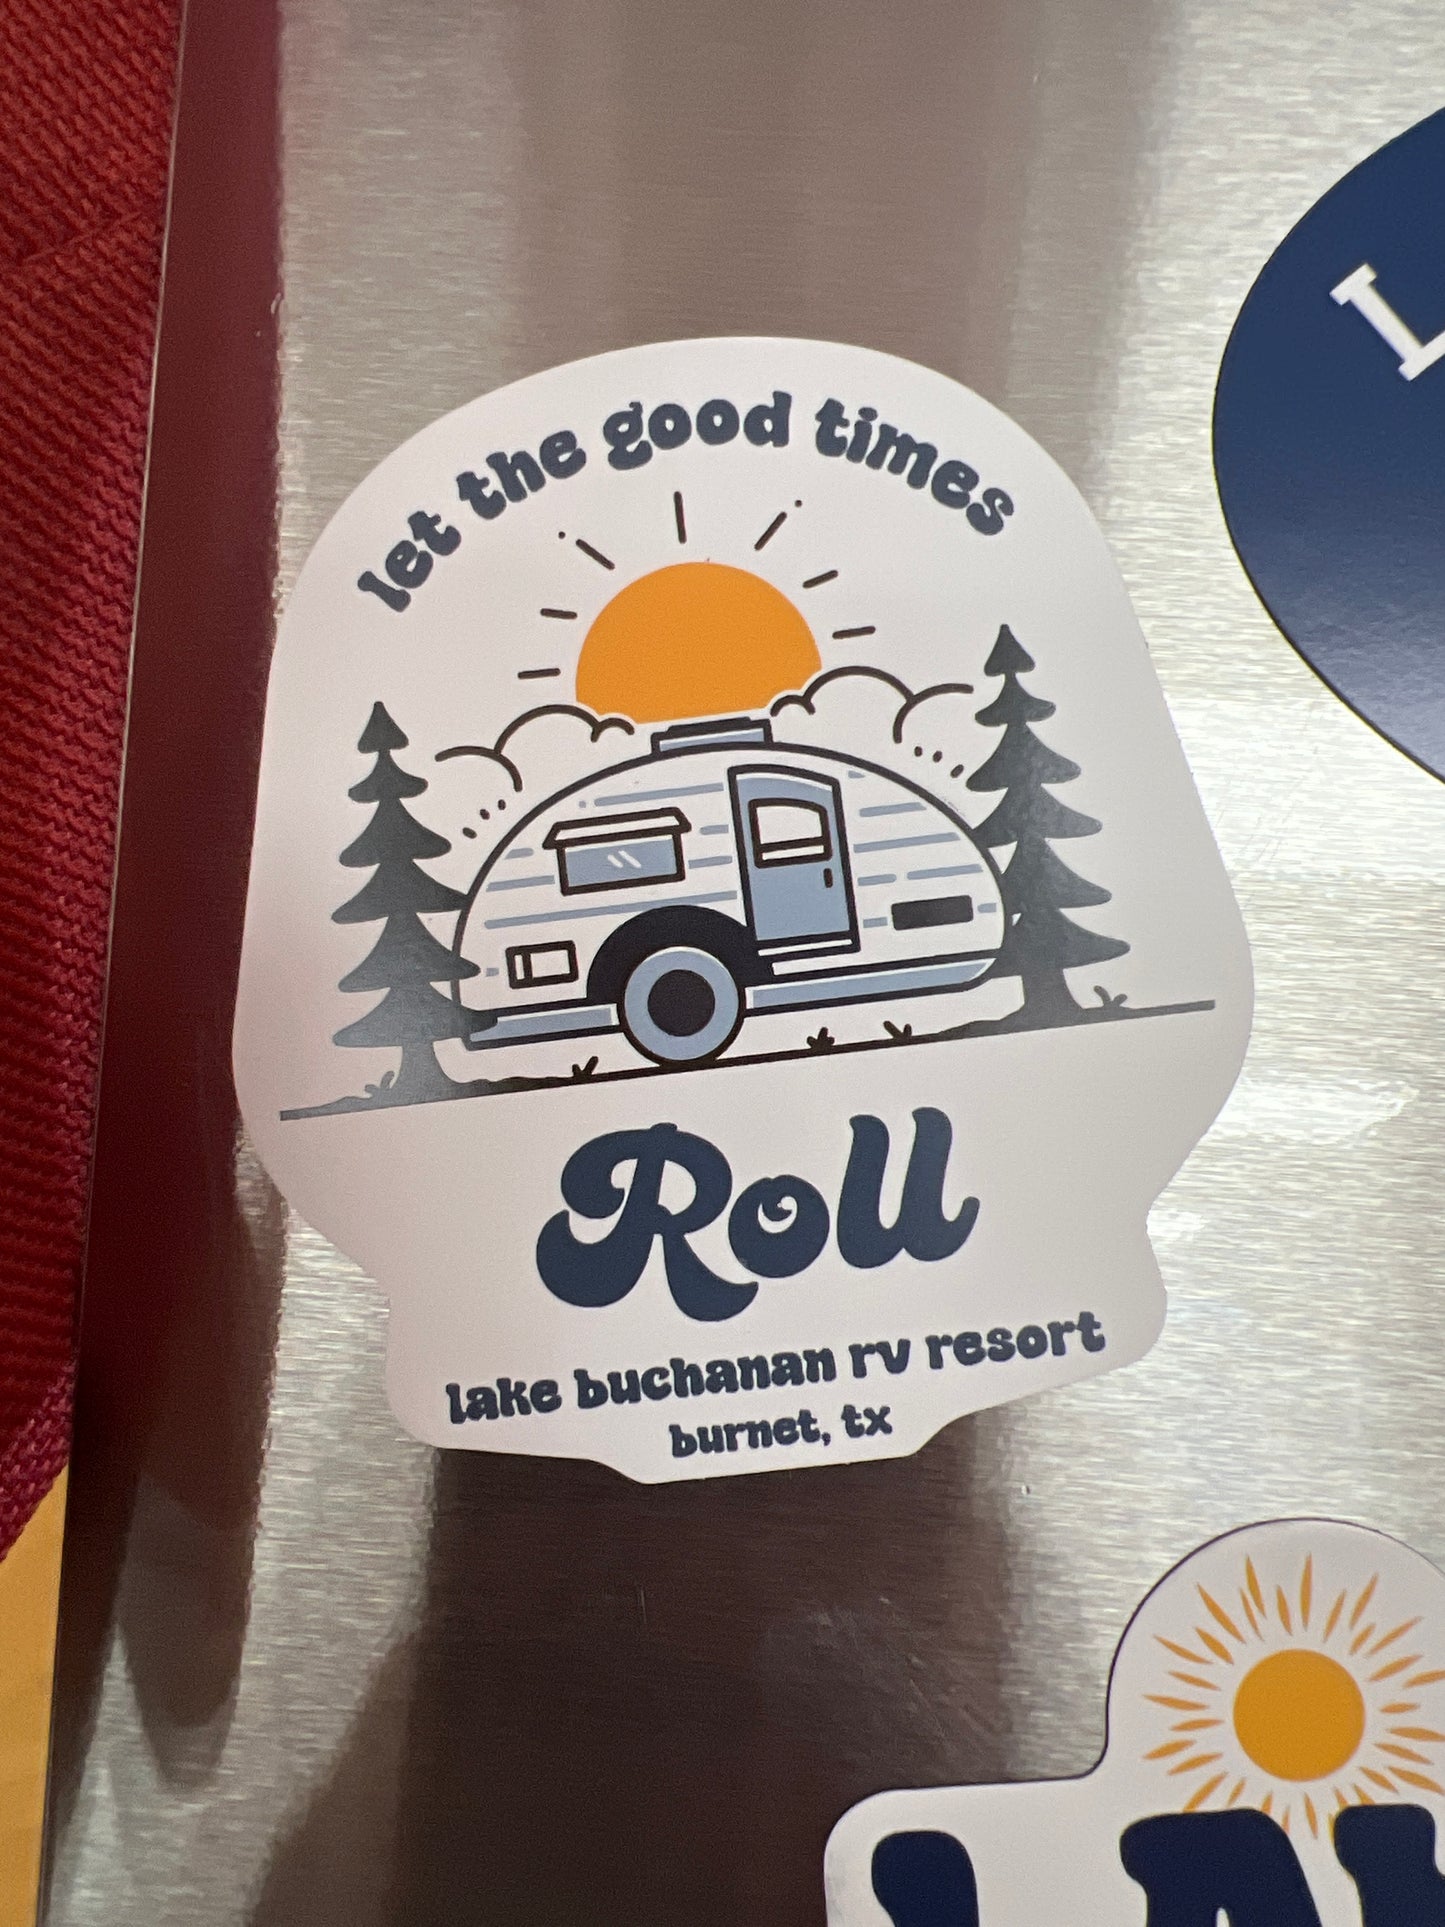 let the good times
Roll
lake buchanan rv resort
burnet, tx
L